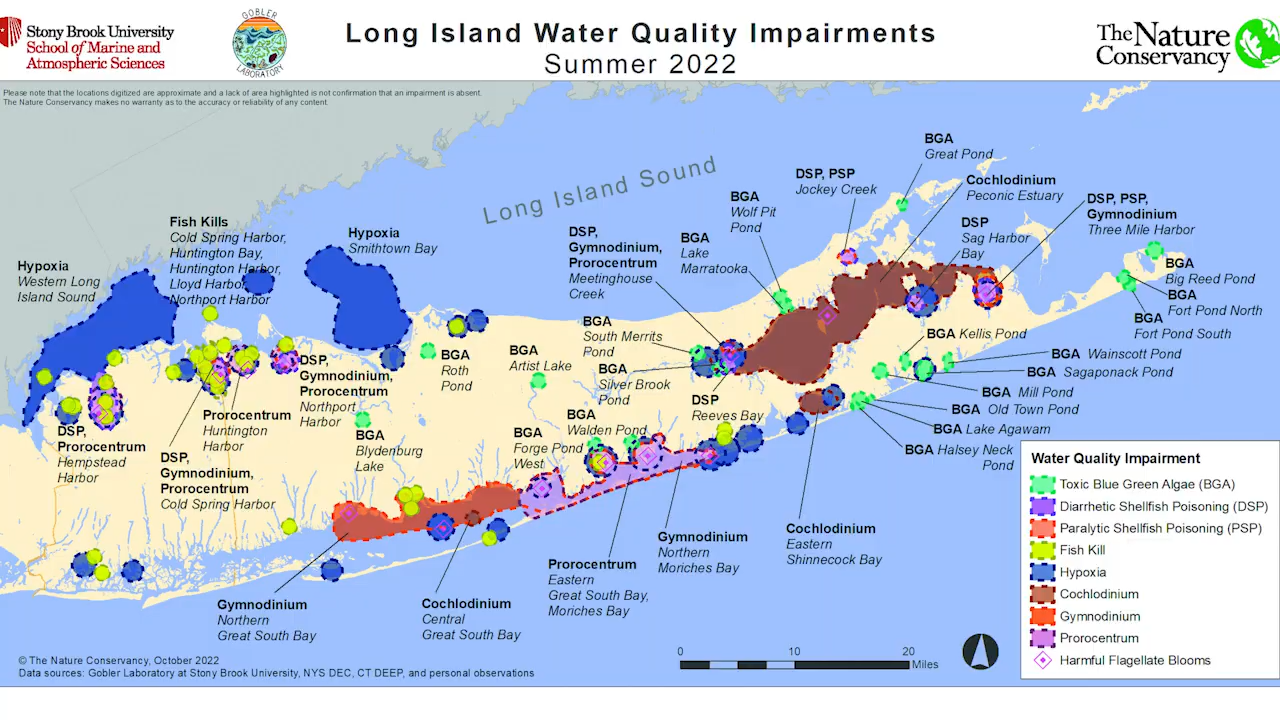 Stony Brook University
School of Marine and
Atmospheric Sciences
GOBLER
LABORATORY
Long Island Water Quality Impairments
Summer 2022
The Nature
Conservancy
Please note that the locations digitized are approximate and a lack of area highlighted is not confirmation that an impairment is absent.
The Nature Conservancy makes no warranty as to the accuracy or reliability of any content.
Long Island Sound
Hypoxia
Western Long
Island Sound
Fish Kills
Cold Spring Harbor,
Huntington Bay,
Huntington Harbor,
Lloyd Harbor
Northport Harbor
Hypoxia
Smithtown Bay
DSP,
Gymnodinium,
Prorocentrum
Meetinghouse
Creek
BGA
Lake
Marratooka
BGA
Wolf Pit
Pond
DSP, PSP
Jockey Creek
BGA
Great Pond
Cochlodinium
Peconic Estuary
DSP
Sag Harbor
Bay
DSP, PSP,
Gymnodinium
Three Mile Harbor
BGA
Big Reed Pond
BGA
Fort Pond North
BGA
Fort Pond South
BGA Kellis Pond
BGA Wainscott Pond
BGA Sagaponack Pond
BGA Mill Pond
BGA Old Town Pond
BGA Lake Agawam
BGA Halsey Neck
Pond
BGA
South Merrits
Pond
BGA
Silver Brook
Pond
DSP
Reeves Bay
BGA
Artist Lake
BGA
Roth
Pond
BGA
Walden Pond
BGA
Forge Pond
West
BGA
Blydenburg
Lake
DSP,
Gymnodinium,
Prorocentrum
Northport
Harbor
Prorocentrum
Huntington
Harbor
DSP,
Gymnodinium,
Prorocentrum
Cold Spring Harbor
DSP,
Prorocentrum
Hempstead
Harbor
Gymnodinium
Northern
Great South Bay
Cochlodinium
Central
Great South Bay
Prorocentrum
Eastern
Great South Bay,
Moriches Bay
Gymnodinium
Northern
Moriches Bay
Cochlodinium
Eastern
Shinnecock Bay
Water Quality Impairment
Toxic Blue Green Algae (BGA)
Diarrhetic Shellfish Poisoning (DSP)
Paralytic Shellfish Poisoning (PSP)
Fish Kill
Hypoxia
Cochlodinium
Gymnodinium
Prorocentrum
Harmful Flagellate Blooms
0 10 20
Miles
© The Nature Conservancy, October 2022
Data sources: Gobler Laboratory at Stony Brook University, NYS DEC, CT DEEP, and personal observations